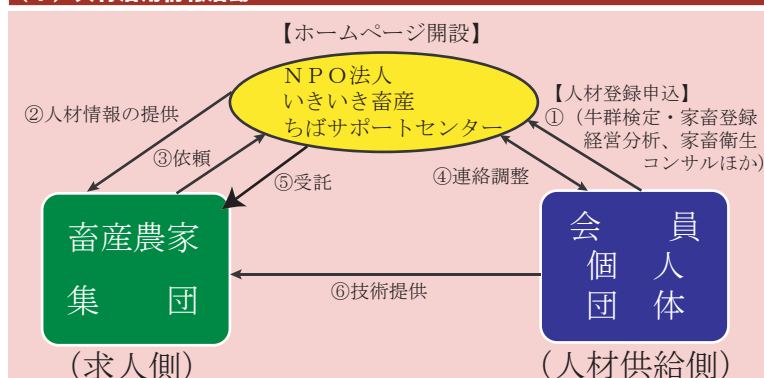 【ホームページ開設】
NPO法人
いきいき畜産
ちばサポートセンター
【人材登録申込】
①（牛群検定・家畜登録
経営分析、家畜衛生
コンサルほか）
②人材情報の提供
③依頼
⑤受託
④連絡調整
畜産農家
集　団
会　員
個　人
団　体
⑥技術提供
（求人側）
（人材供給側）